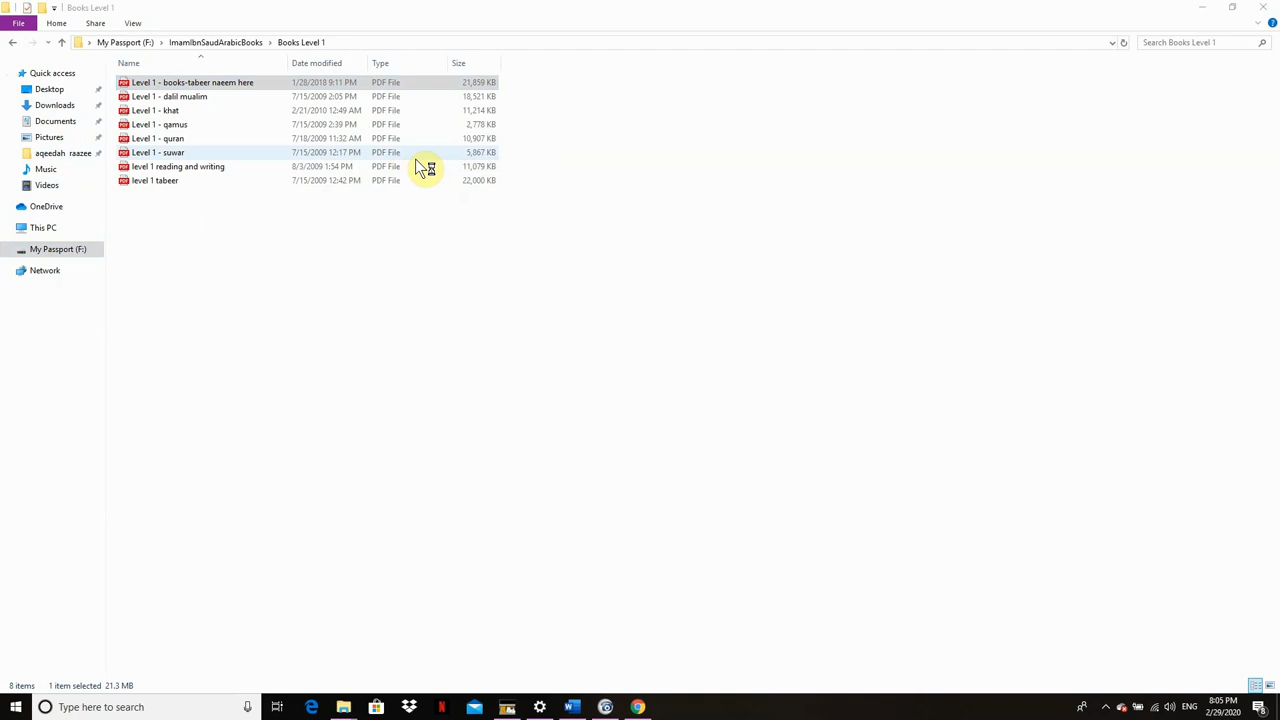 Books Level 1
File Home Share View
My Passport (F:) > ImamIbnSaudArabicBooks > Books Level 1
Search Books Level 1
Name Date modified Type Size
Quick access
Desktop
Downloads
Documents
Pictures
aqeedah raazee
Music
Videos
OneDrive
This PC
My Passport (F:)
Network
Level 1 - books-tabeer naeem here 1/28/2018 9:11 PM PDF File 21,859 KB
Level 1 - dalil mualim 7/15/2009 2:05 PM PDF File 18,521 KB
Level 1 - khat 2/21/2010 12:49 AM PDF File 11,214 KB
Level 1 - qamus 7/15/2009 2:39 PM PDF File 2,778 KB
Level 1 - quran 7/18/2009 11:32 AM PDF File 10,907 KB
Level 1 - suwar 7/15/2009 12:17 PM PDF File 5,867 KB
level 1 reading and writing 8/3/2009 1:54 PM PDF File 11,079 KB
level 1 tabeer 7/15/2009 12:42 PM PDF File 22,000 KB
8 items 1 item selected 21.3 MB
Type here to search
ENG
8:05 PM
2/29/2020